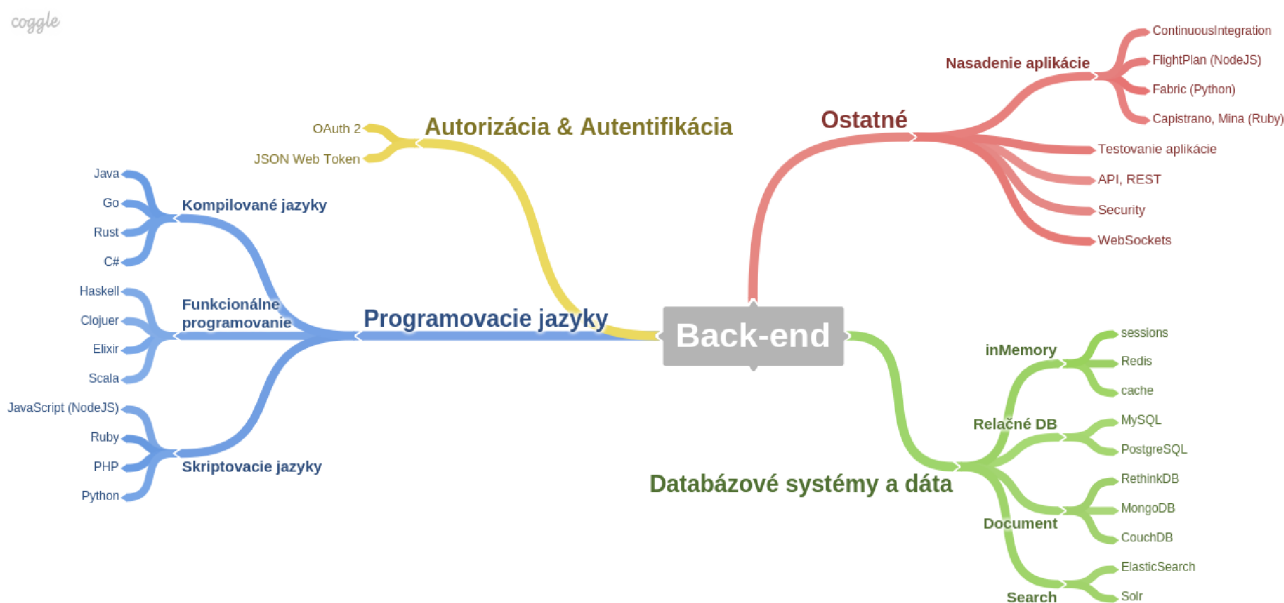 coggle
Autorizácia & Autentifikácia
OAuth 2
JSON Web Token
Programovacie jazyky
Kompilované jazyky
Java
Go
Rust
C#
Funkcionálne
programovanie
Haskell
Clojuer
Elixir
Scala
Skriptovacie jazyky
JavaScript (NodeJS)
Ruby
PHP
Python
Back-end
Ostatné
Nasadenie aplikácie
ContinuousIntegration
FlightPlan (NodeJS)
Fabric (Python)
Capistrano, Mina (Ruby)
Testovanie aplikácie
API, REST
Security
WebSockets
Databázové systémy a dáta
inMemory
sessions
Redis
cache
Relačné DB
MySQL
PostgreSQL
Document
RethinkDB
MongoDB
CouchDB
Search
ElasticSearch
Solr